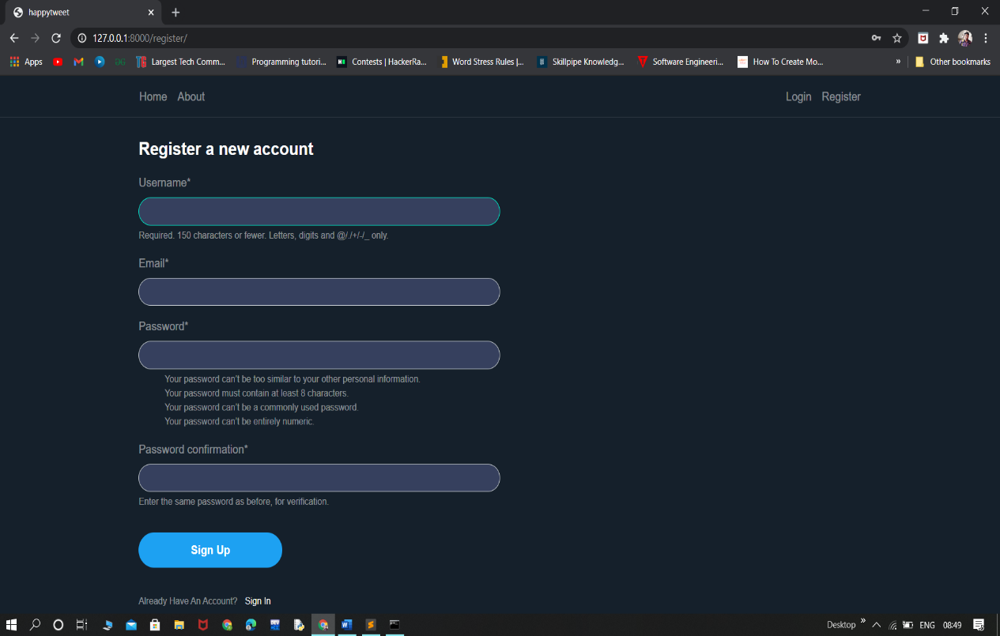 happytweet
127.0.0.1:8000/register/
Apps Largest Tech Comm... Programming tutori... Contests | HackerRa... Word Stress Rules |... Skillpipe Knowledg... Software Engineeri... How To Create Mo... » Other bookmarks
Home About Login Register
Register a new account
Username*
Required. 150 characters or fewer. Letters, digits and @/./+/-/_ only.
Email*
Password*
Your password can't be too similar to your other personal information.
Your password must contain at least 8 characters.
Your password can't be a commonly used password.
Your password can't be entirely numeric.
Password confirmation*
Enter the same password as before, for verification.
Sign Up
Already Have An Account? Sign In
Desktop » ENG 08:49